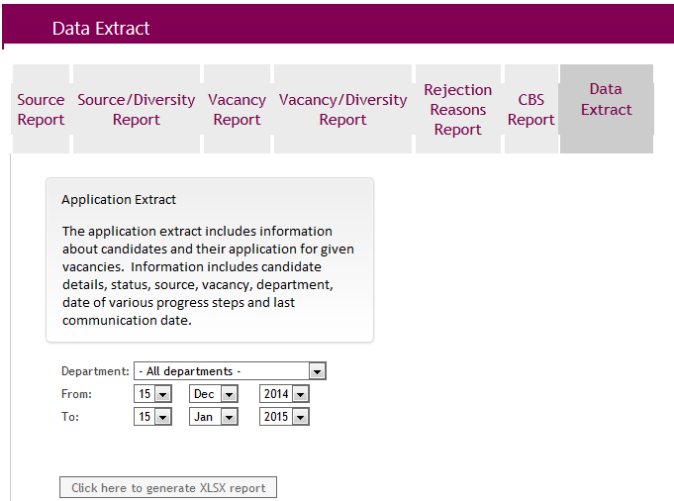 Data Extract
Source Report
Source/Diversity Report
Vacancy Report
Vacancy/Diversity Report
Rejection Reasons Report
CBS Report
Data Extract
Application Extract
The application extract includes information
about candidates and their application for given
vacancies. Information includes candidate
details, status, source, vacancy, department,
date of various progress steps and last
communication date.
Department: - All departments -
From: 15 Dec 2014
To: 15 Jan 2015
Click here to generate XLSX report